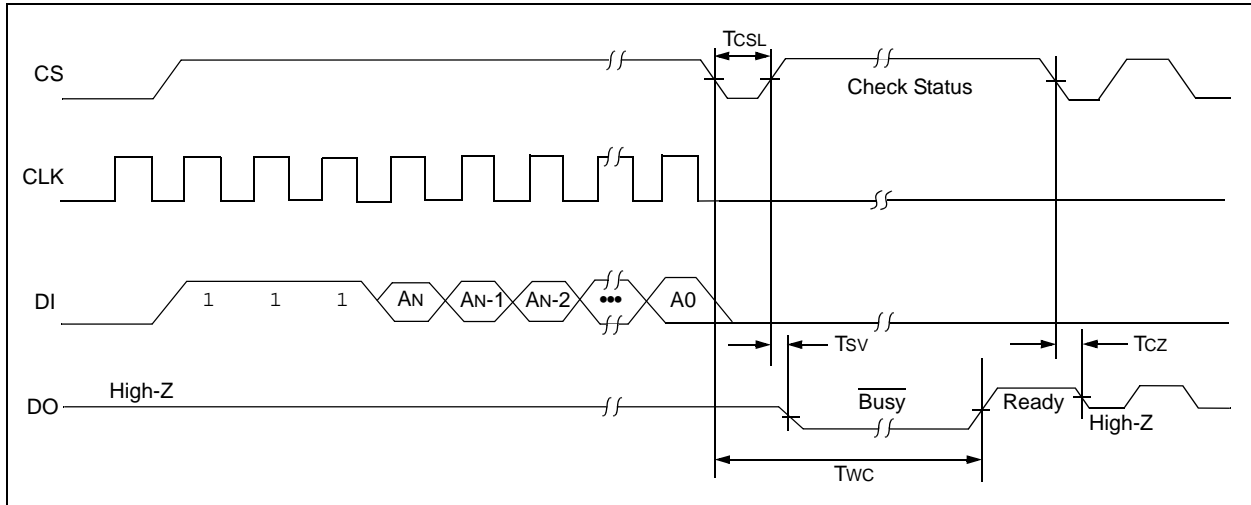 TCSL
CS
Check Status
CLK
DI
1 1 1 AN AN-1 AN-2 ••• A0
TSV
TCZ
High-Z
DO
Busy
Ready
High-Z
TWC